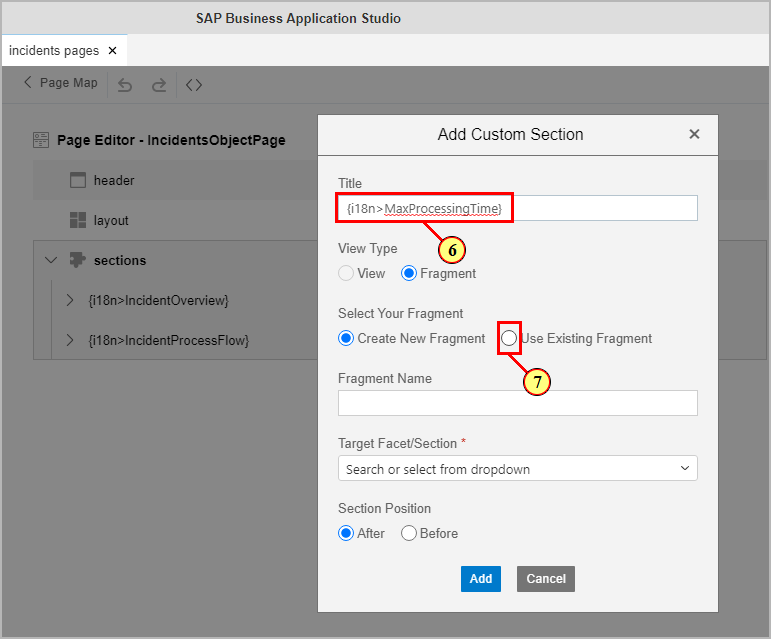 SAP Business Application Studio
incidents pages ×
Page Map
Page Editor - IncidentsObjectPage
header
layout
sections
{i18n>IncidentOverview}
{i18n>IncidentProcessFlow}
Add Custom Section
Title
{i18n>MaxProcessingTime}
6
View Type
View Fragment
Select Your Fragment
Create New Fragment Use Existing Fragment
7
Fragment Name
Target Facet/Section *
Search or select from dropdown
Section Position
After Before
Add Cancel